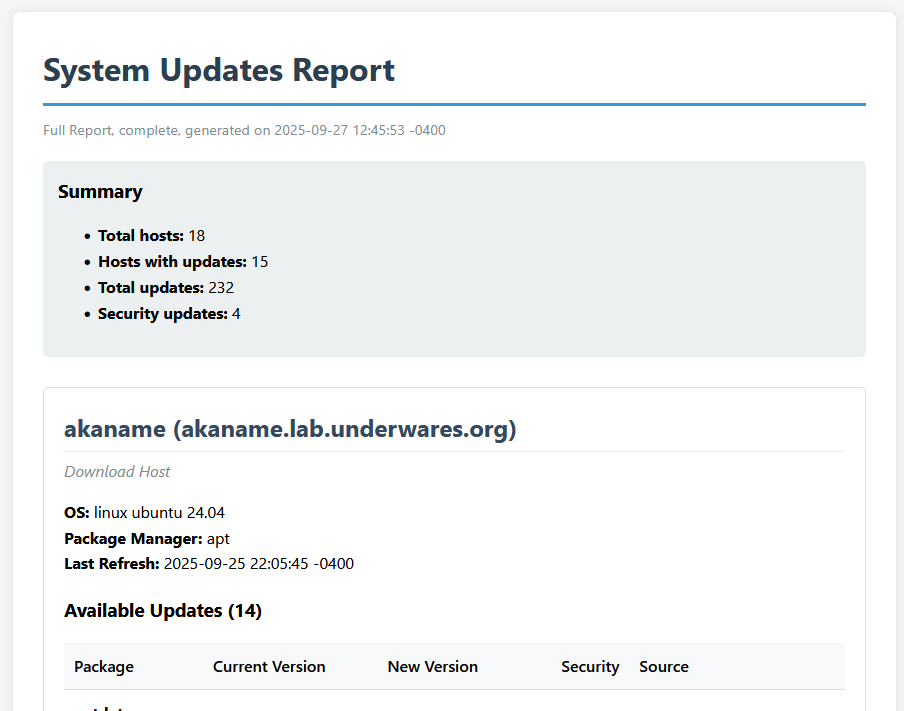 System Updates Report
Full Report, complete, generated on 2025-09-27 12:45:53 -0400
Summary
• Total hosts: 18
• Hosts with updates: 15
• Total updates: 232
• Security updates: 4
akaname (akaname.lab.underwares.org)
Download Host
OS: linux ubuntu 24.04
Package Manager: apt
Last Refresh: 2025-09-25 22:05:45 -0400
Available Updates (14)
Package Current Version New Version Security Source